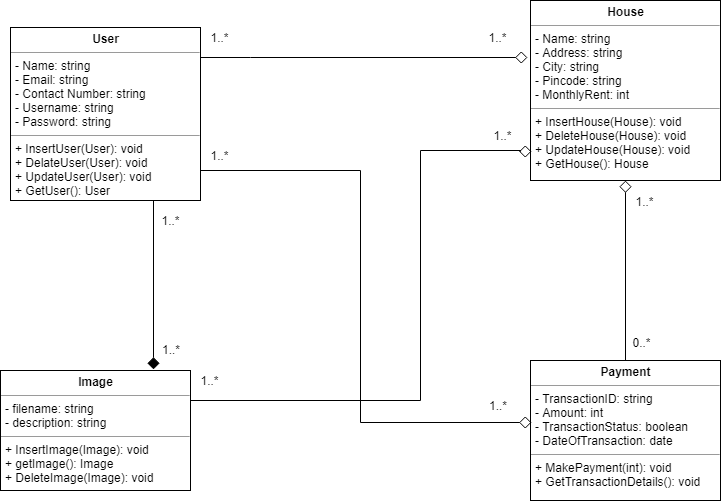 User
- Name: string
- Email: string
- Contact Number: string
- Username: string
- Password: string
+ InsertUser(User): void
+ DelateUser(User): void
+ UpdateUser(User): void
+ GetUser(): User
1..*
1..*
House
- Name: string
- Address: string
- City: string
- Pincode: string
- MonthlyRent: int
+ InsertHouse(House): void
+ DeleteHouse(House): void
+ UpdateHouse(House): void
+ GetHouse(): House
1..*
1..*
1..*
1..*
1..*
0..*
Image
- filename: string
- description: string
+ InsertImage(Image): void
+ getImage(): Image
+ DeleteImage(Image): void
1..*
1..*
Payment
- TransactionID: string
- Amount: int
- TransactionStatus: boolean
- DateOfTransaction: date
+ MakePayment(int): void
+ GetTransactionDetails(): void